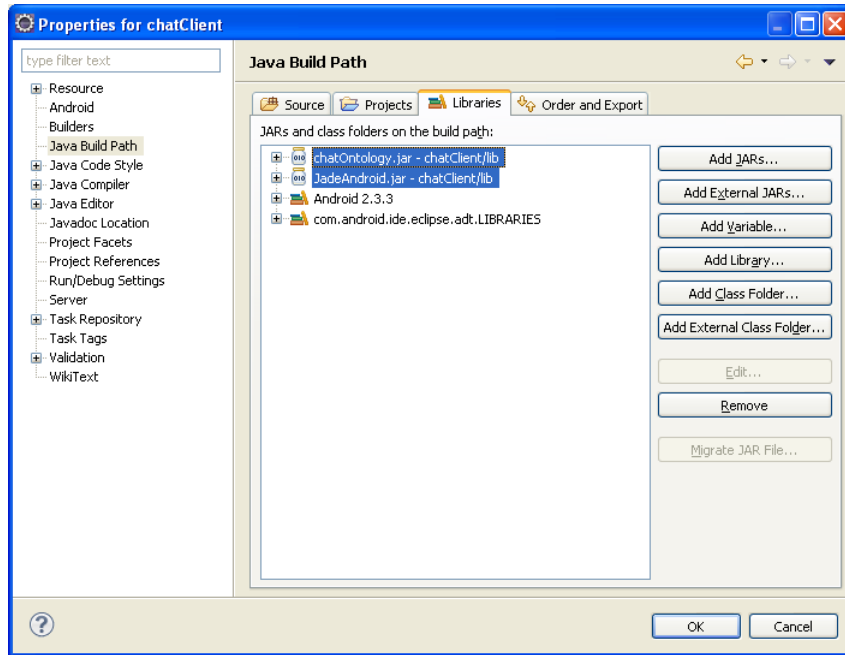 Properties for chatClient
type filter text
Resource
Android
Builders
Java Build Path
Java Code Style
Java Compiler
Java Editor
Javadoc Location
Project Facets
Project References
Run/Debug Settings
Server
Task Repository
Task Tags
Validation
WikiText
Java Build Path
Source Projects Libraries Order and Export
JARs and class folders on the build path:
chatOntology.jar - chatClient/lib
JadeAndroid.jar - chatClient/lib
Android 2.3.3
com.android.ide.eclipse.adt.LIBRARIES
Add JARs...
Add External JARs...
Add Variable...
Add Library...
Add Class Folder...
Add External Class Folder...
Edit...
Remove
Migrate JAR File...
OK Cancel